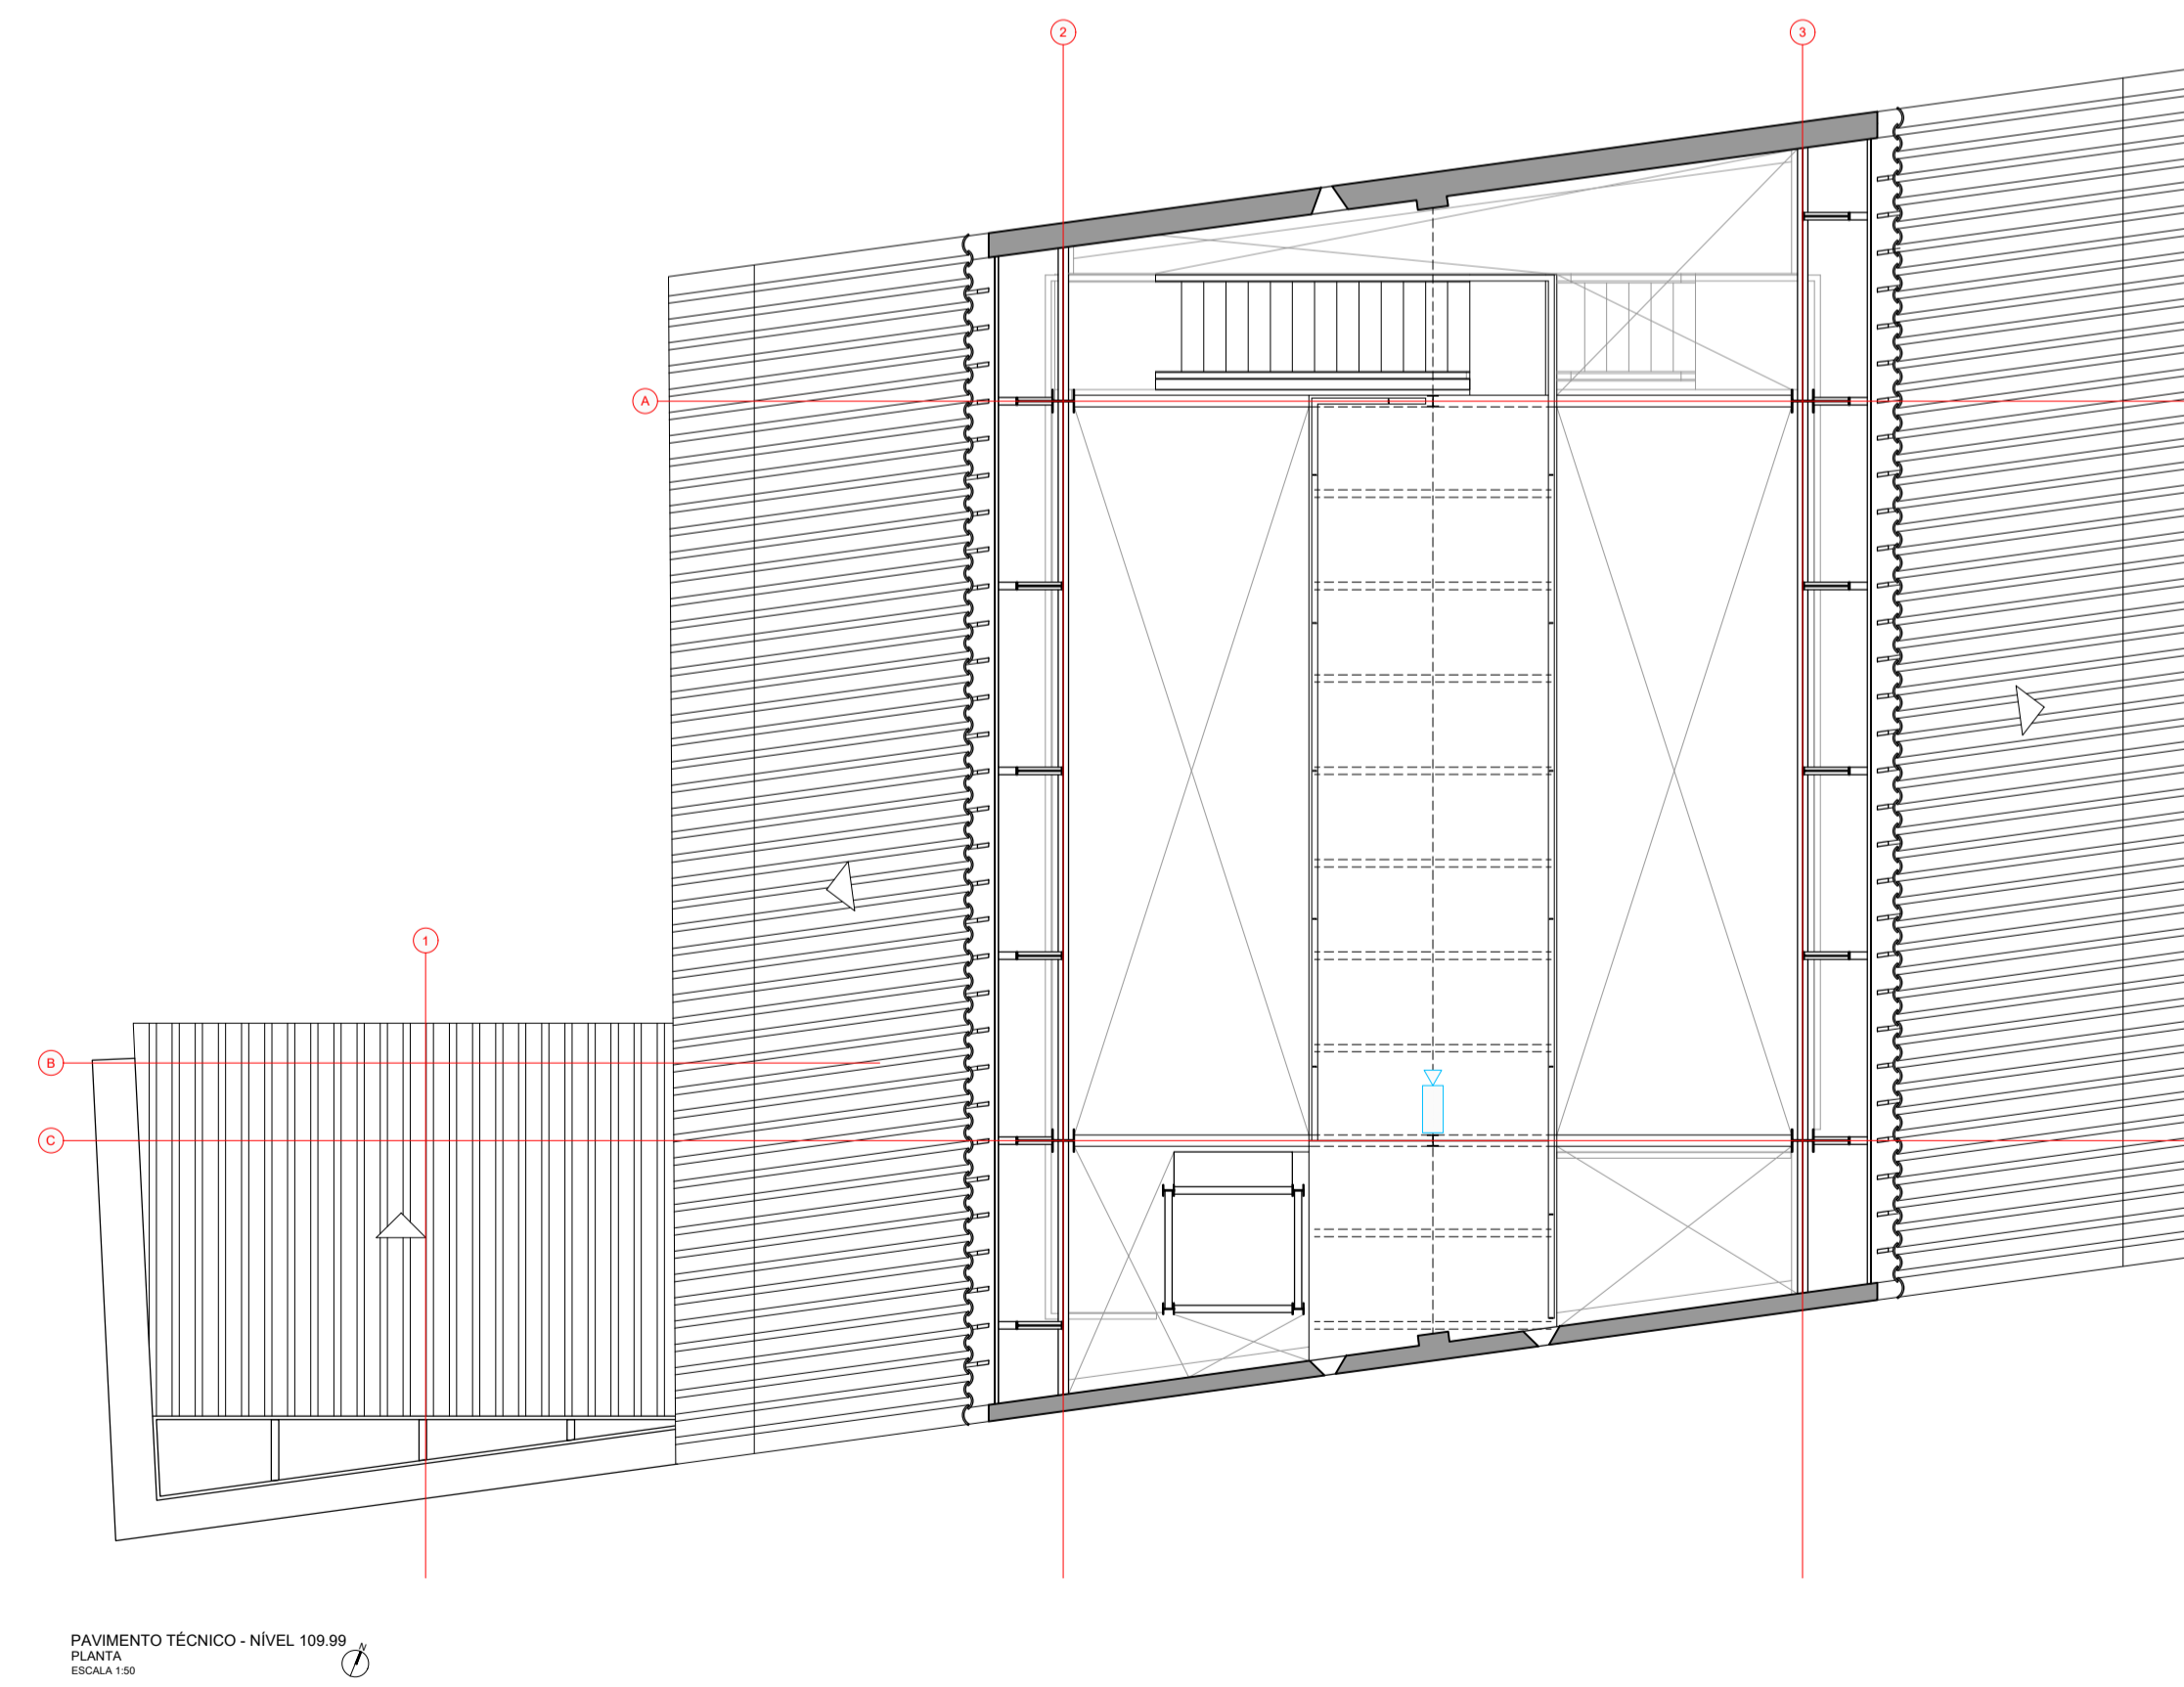 2
3
A
1
B
C
PAVIMENTO TÉCNICO - NÍVEL 109.99
N
PLANTA
ESCALA 1:50